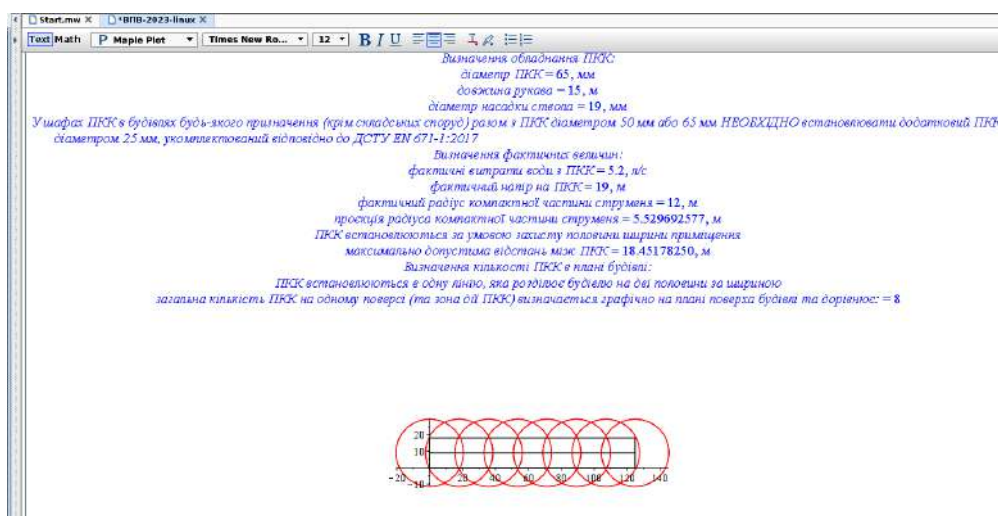 Start.mw X *ВПВ-2023-linux X
Text Math P Maple Plot Times New Ro... 12 B I U
Визначення обладнання ПКК:
діаметр ПКК = 65, мм
довжина рукава = 15, м
діаметр насадки ствола = 19, мм
У шафах ПКК в будівлях будь-якого призначення (крім складських споруд) разом з ПКК діаметром 50 мм або 65 мм НЕОБХІДНО встановлювати додатковий ПКК
діаметром 25 мм, укомплектований відповідно до ДСТУ EN 671-1:2017
Визначення фактичних величин:
фактичні витрати води з ПКК = 5.2, л/с
фактичний напір на ПКК = 19, м
фактичний радіус компактної частини струменя = 12, м
проєкція радіуса компактної частини струменя = 5.529692577, м
ПКК встановлюються за умовою захисту половини ширини приміщення
максимально допустима відстань між ПКК = 18.45178250, м
Визначення кількості ПКК в плані будівлі:
ПКК встановлюються в одну лінію, яка розділює будівлю на дві половини за шириною
загальна кількість ПКК на одному поверсі (та зона дії ПКК) визначається графічно на плані поверха будівлі та дорівнює: = 8
20
10
-20 20 40 60 80 100 120 140
-10